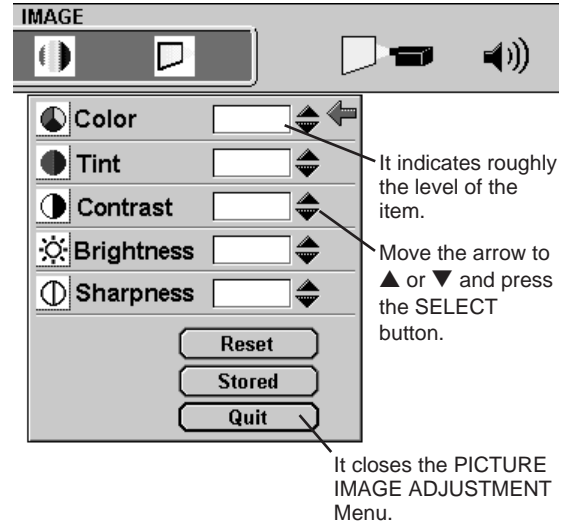 IMAGE
Color
Tint
Contrast
Brightness
Sharpness
Reset
Stored
Quit
It indicates roughly
the level of the
item.
Move the arrow to
▲ or ▼ and press
the SELECT
button.
It closes the PICTURE
IMAGE ADJUSTMENT
Menu.